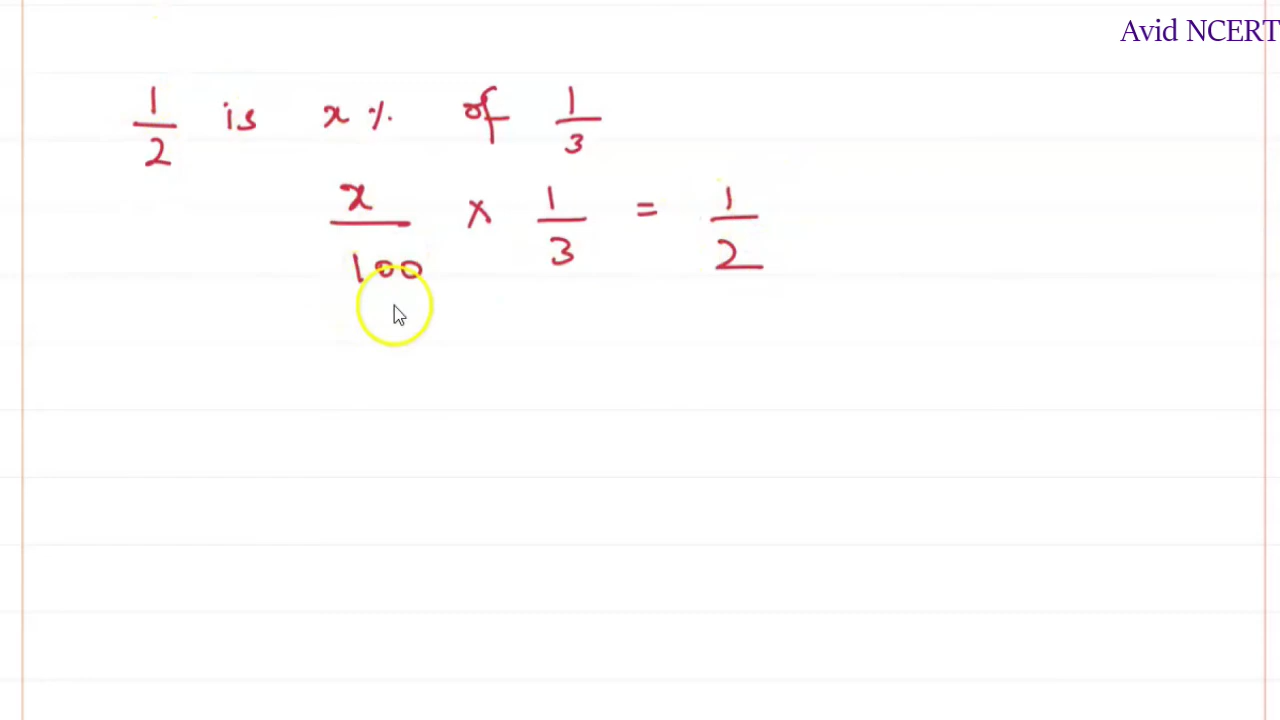 Avid NCERT
1/2 is x % of 1/3
x/100 × 1/3 = 1/2